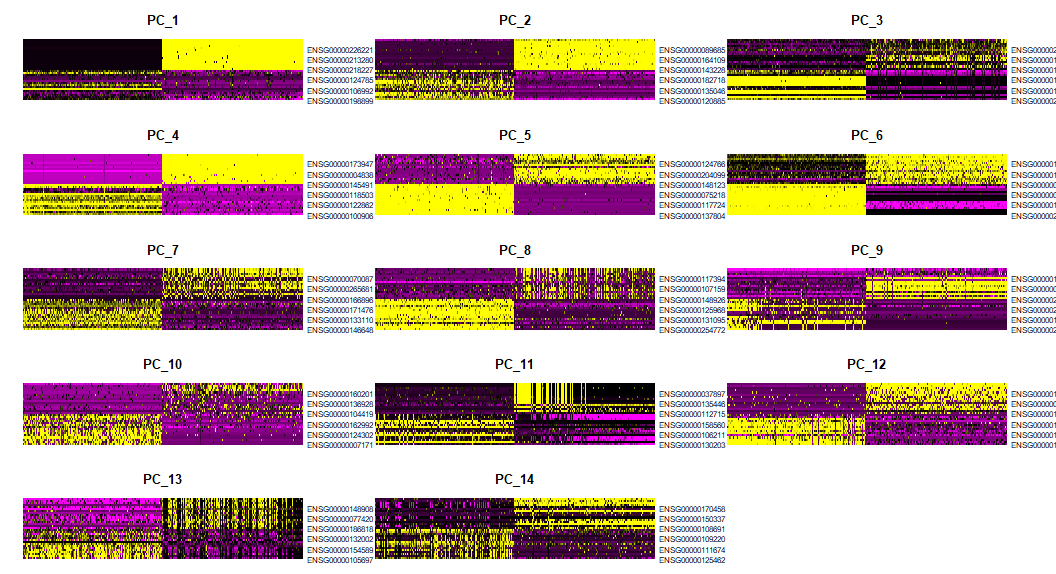 PC_1
PC_2
PC_3
ENSG00000226221
ENSG00000213280
ENSG00000218227
ENSG00000124785
ENSG00000106992
ENSG00000198899
ENSG00000089685
ENSG00000164109
ENSG00000143228
ENSG00000182718
ENSG00000135046
ENSG00000120885
PC_4
PC_5
PC_6
ENSG00000173947
ENSG00000004838
ENSG00000145491
ENSG00000118503
ENSG00000122862
ENSG00000100906
ENSG00000124766
ENSG00000204099
ENSG00000148123
ENSG00000075218
ENSG00000117724
ENSG00000137804
PC_7
PC_8
PC_9
ENSG00000070087
ENSG00000265681
ENSG00000166896
ENSG00000171476
ENSG00000133110
ENSG00000146648
ENSG00000117394
ENSG00000107159
ENSG00000148926
ENSG00000125968
ENSG00000131095
ENSG00000254772
PC_10
PC_11
PC_12
ENSG00000160201
ENSG00000136928
ENSG00000104419
ENSG00000162992
ENSG00000124302
ENSG00000007171
ENSG00000037897
ENSG00000135446
ENSG00000112715
ENSG00000158560
ENSG00000106211
ENSG00000130203
PC_13
PC_14
ENSG00000148908
ENSG00000077420
ENSG00000186818
ENSG00000132002
ENSG00000154589
ENSG00000105697
ENSG00000170458
ENSG00000150337
ENSG00000108691
ENSG00000109220
ENSG00000111674
ENSG00000125462